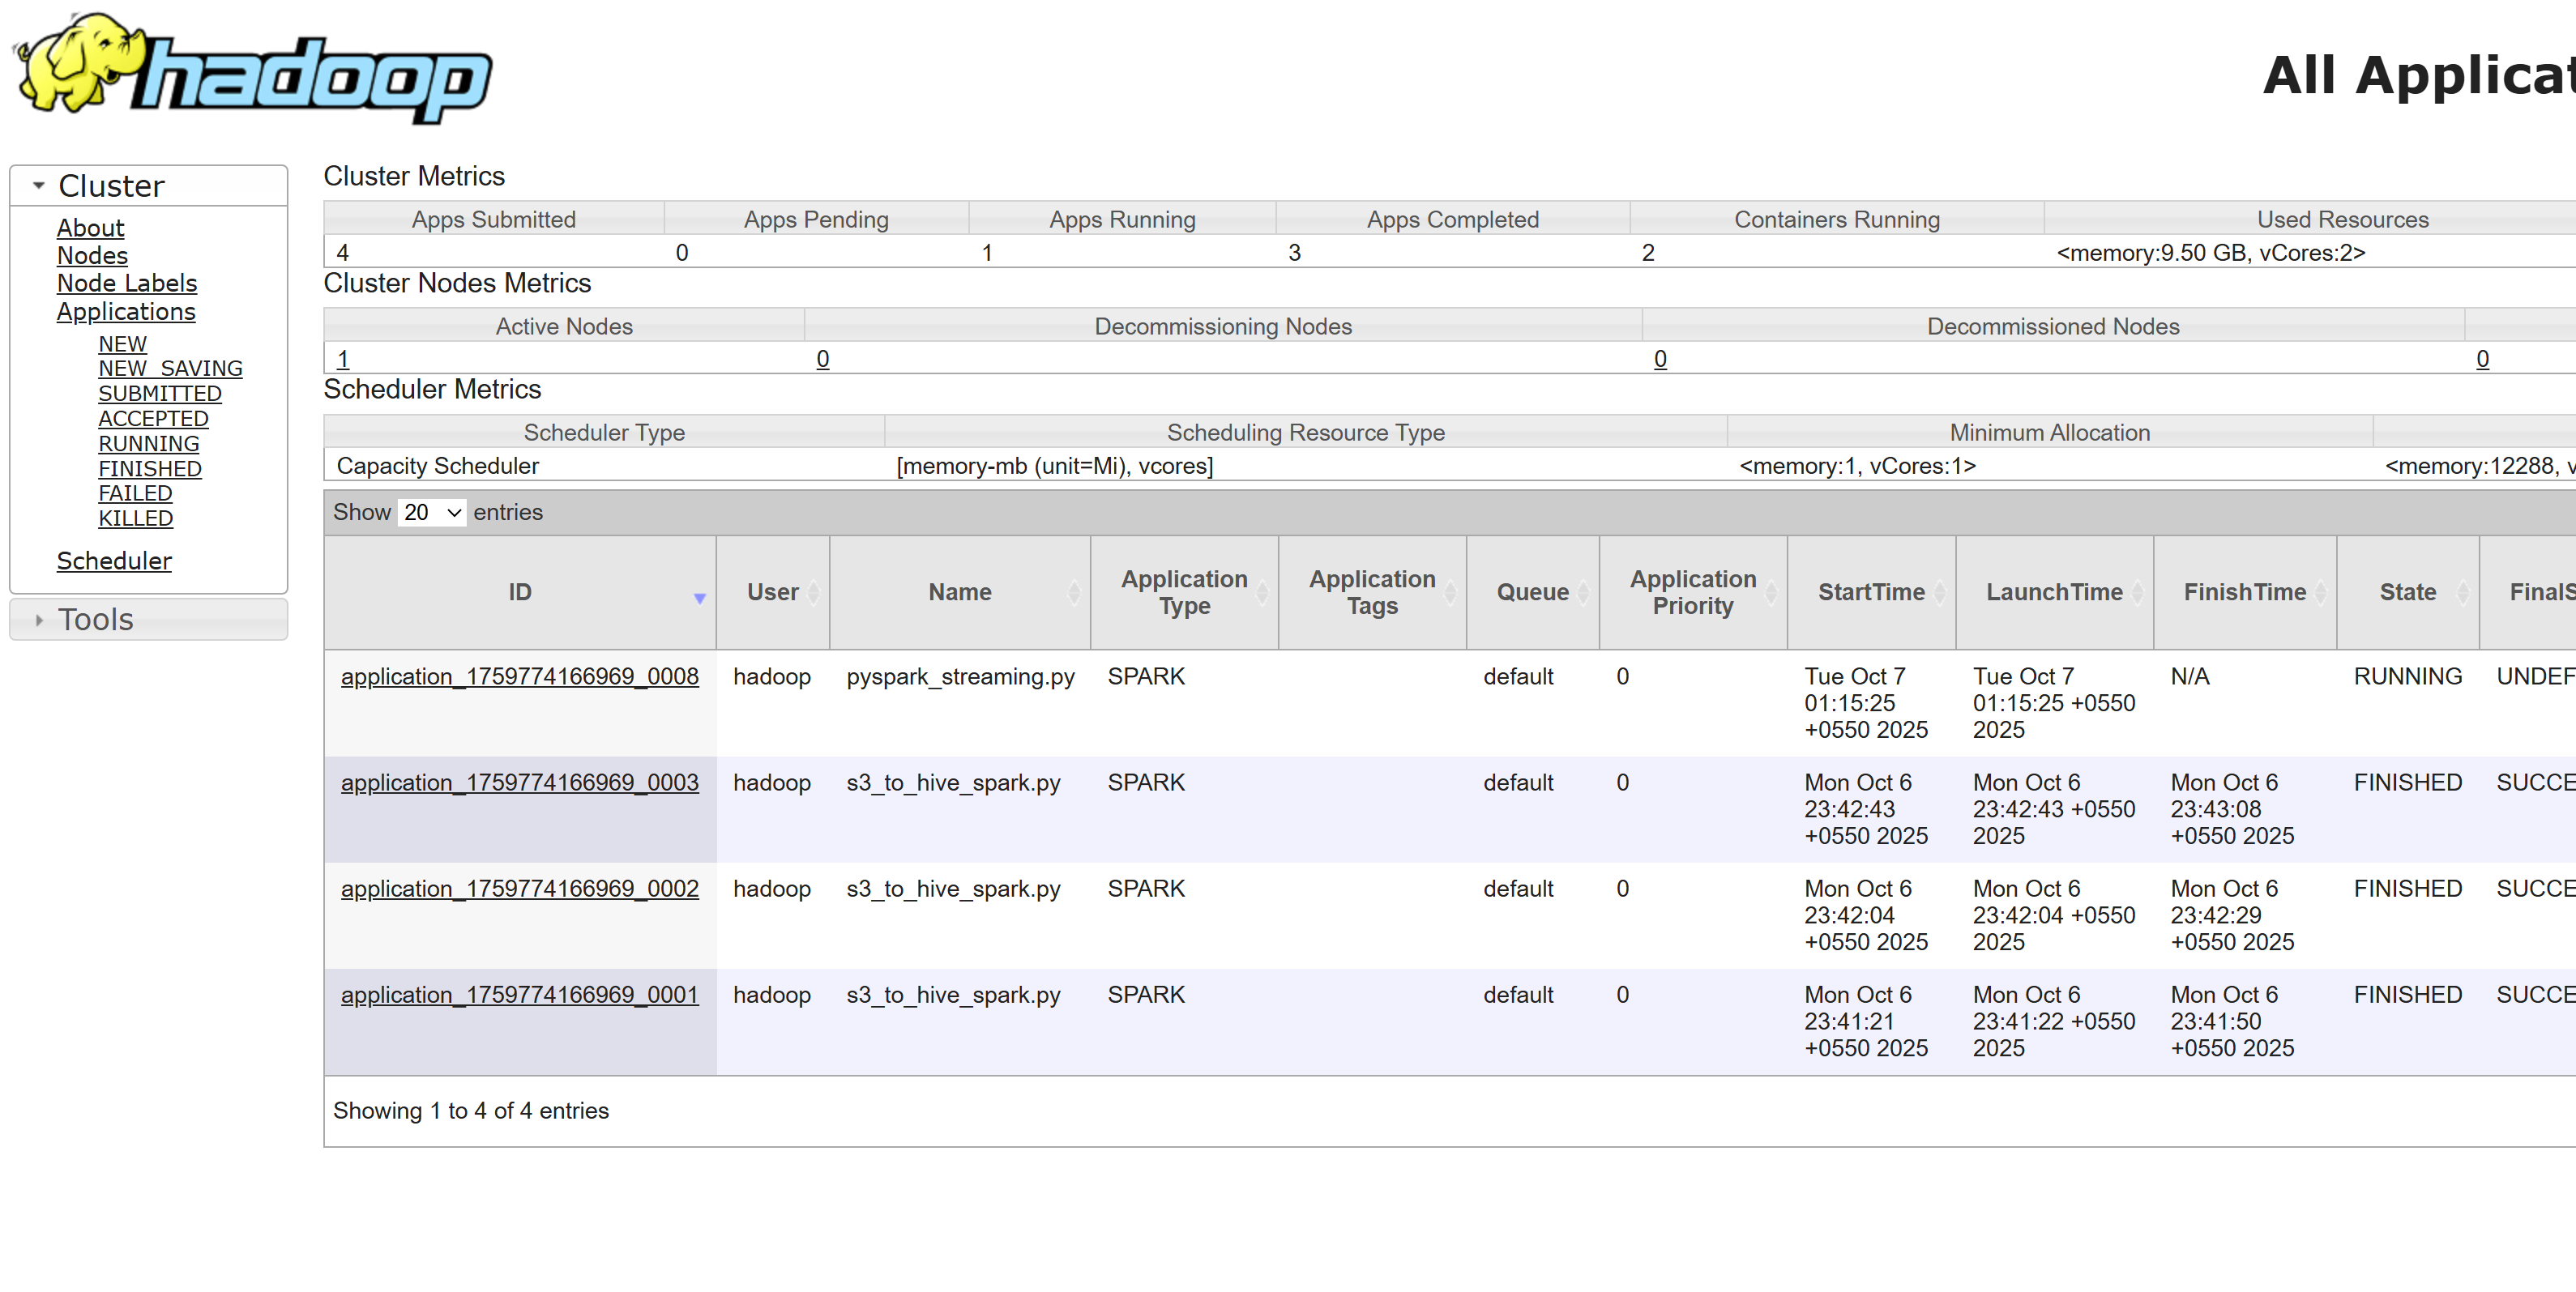 hadoop
All Applicat
Cluster
About
Nodes
Node Labels
Applications
NEW
NEW_SAVING
SUBMITTED
ACCEPTED
RUNNING
FINISHED
FAILED
KILLED
Scheduler
Tools
Cluster Metrics
Apps Submitted Apps Pending Apps Running Apps Completed Containers Running Used Resources
4 0 1 3 2 <memory:9.50 GB, vCores:2>
Cluster Nodes Metrics
Active Nodes Decommissioning Nodes Decommissioned Nodes
1 0 0 0
Scheduler Metrics
Scheduler Type Scheduling Resource Type Minimum Allocation
Capacity Scheduler [memory-mb (unit=Mi), vcores] <memory:1, vCores:1> <memory:12288, v
Show 20 entries
ID User Name Application Type Application Tags Queue Application Priority StartTime LaunchTime FinishTime State FinalS
application_1759774166969_0008 hadoop pyspark_streaming.py SPARK default 0 Tue Oct 7 01:15:25 +0550 2025 Tue Oct 7 01:15:25 +0550 2025 N/A RUNNING UNDEF
application_1759774166969_0003 hadoop s3_to_hive_spark.py SPARK default 0 Mon Oct 6 23:42:43 +0550 2025 Mon Oct 6 23:42:43 +0550 2025 Mon Oct 6 23:43:08 +0550 2025 FINISHED SUCCE
application_1759774166969_0002 hadoop s3_to_hive_spark.py SPARK default 0 Mon Oct 6 23:42:04 +0550 2025 Mon Oct 6 23:42:04 +0550 2025 Mon Oct 6 23:42:29 +0550 2025 FINISHED SUCCE
application_1759774166969_0001 hadoop s3_to_hive_spark.py SPARK default 0 Mon Oct 6 23:41:21 +0550 2025 Mon Oct 6 23:41:22 +0550 2025 Mon Oct 6 23:41:50 +0550 2025 FINISHED SUCCE
Showing 1 to 4 of 4 entries